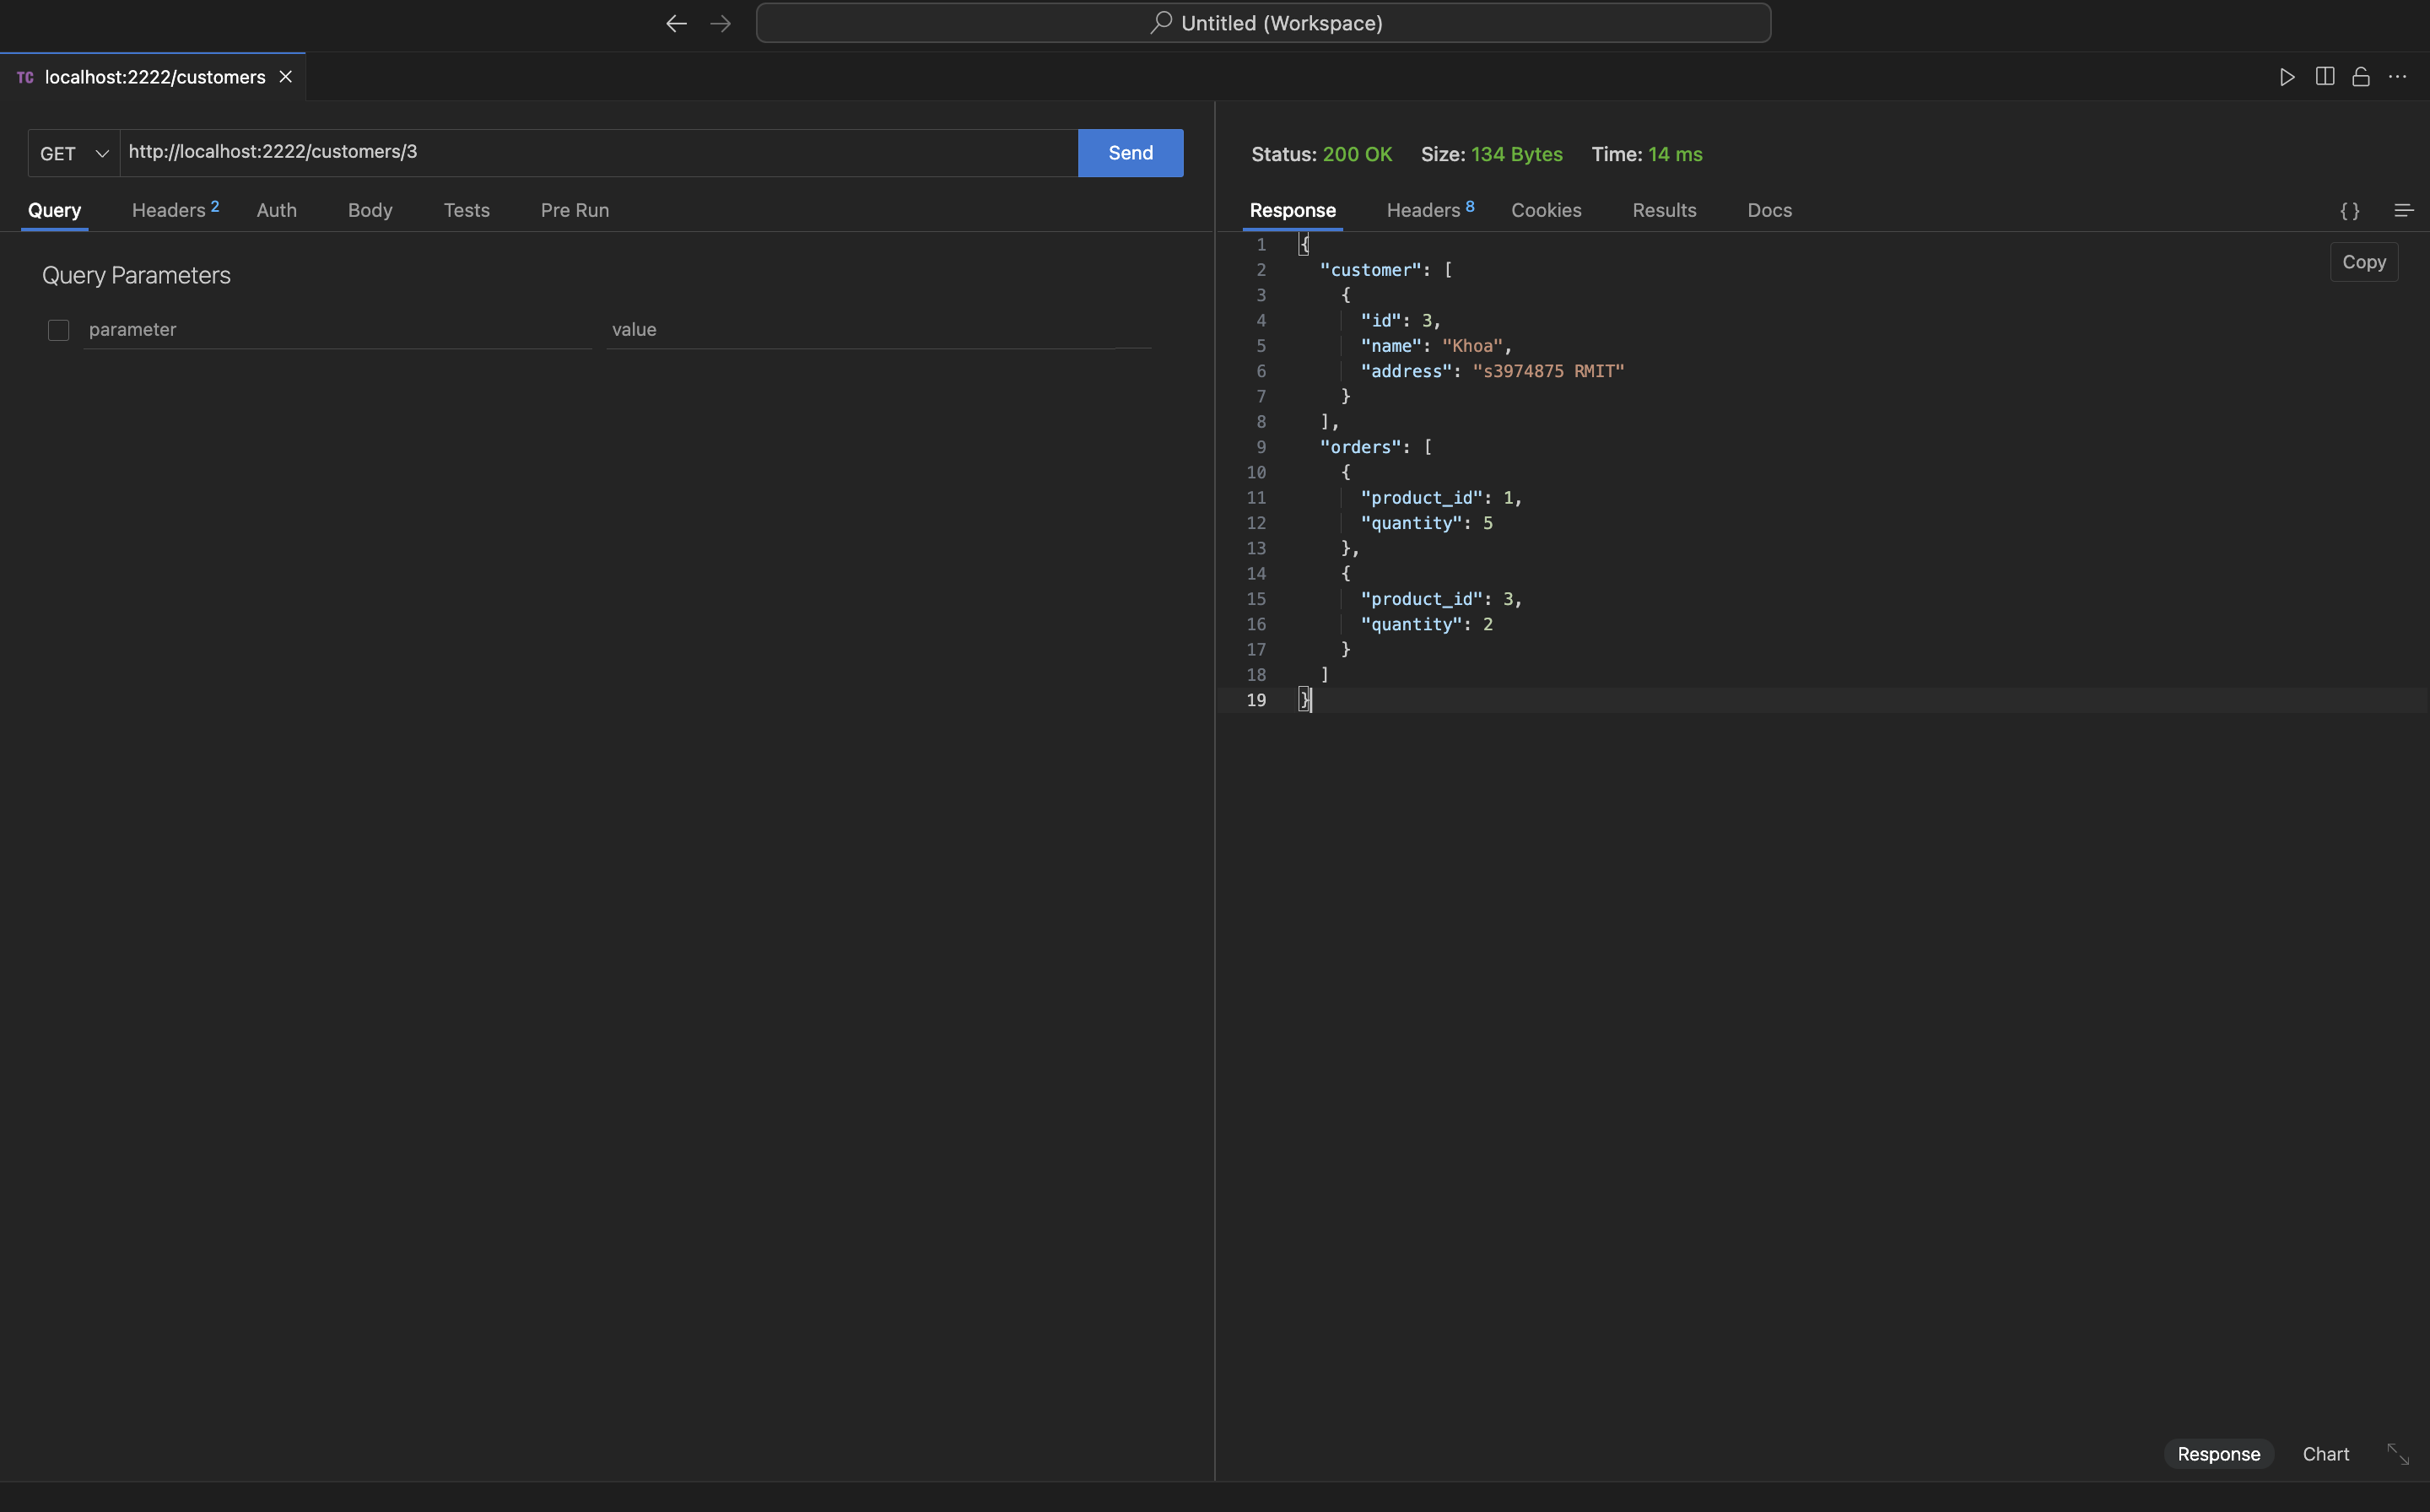 Untitled (Workspace)
TC localhost:2222/customers
GET http://localhost:2222/customers/3 Send
Query Headers 2 Auth Body Tests Pre Run
Query Parameters
parameter value
Status: 200 OK Size: 134 Bytes Time: 14 ms
Response Headers 8 Cookies Results Docs {}
Copy
1 {
2 "customer": [
3 {
4 "id": 3,
5 "name": "Khoa",
6 "address": "s3974875 RMIT"
7 }
8 ],
9 "orders": [
10 {
11 "product_id": 1,
12 "quantity": 5
13 },
14 {
15 "product_id": 3,
16 "quantity": 2
17 }
18 ]
19 }
Response Chart